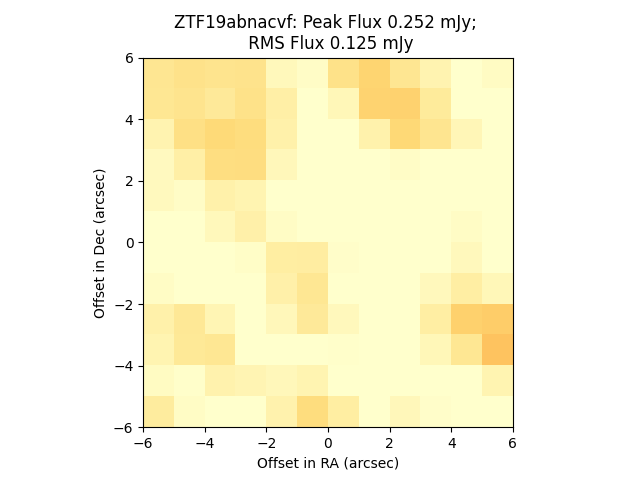 ZTF19abnacvf: Peak Flux 0.252 mJy;
RMS Flux 0.125 mJy
6
4
2
0
−2
−4
−6
Offset in Dec (arcsec)
−6 −4 −2 0 2 4 6
Offset in RA (arcsec)